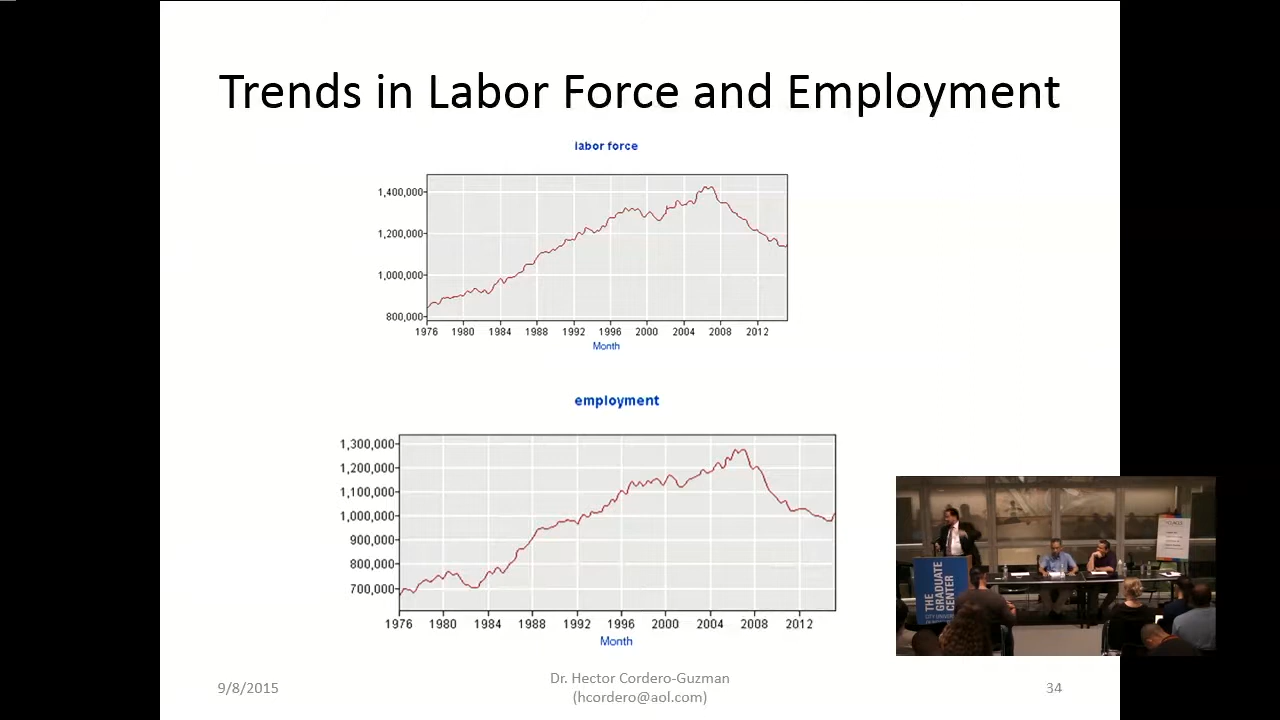 Trends in Labor Force and Employment
labor force
1,400,000
1,200,000
1,000,000
800,000
1976 1980 1984 1988 1992 1996 2000 2004 2008 2012
Month
employment
1,300,000
1,200,000
1,100,000
1,000,000
900,000
800,000
700,000
1976 1980 1984 1988 1992 1996 2000 2004 2008 2012
Month
THE
GRADUATE
CENTER
9/8/2015
Dr. Hector Cordero-Guzman
(hcordero@aol.com)
34